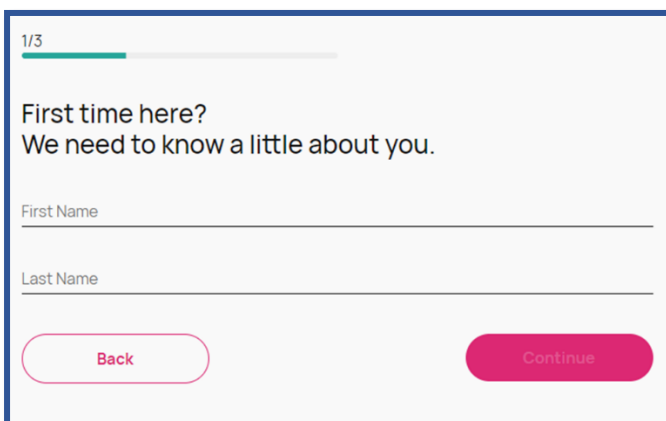 1/3
First time here?
We need to know a little about you.
First Name
Last Name
Back
Continue